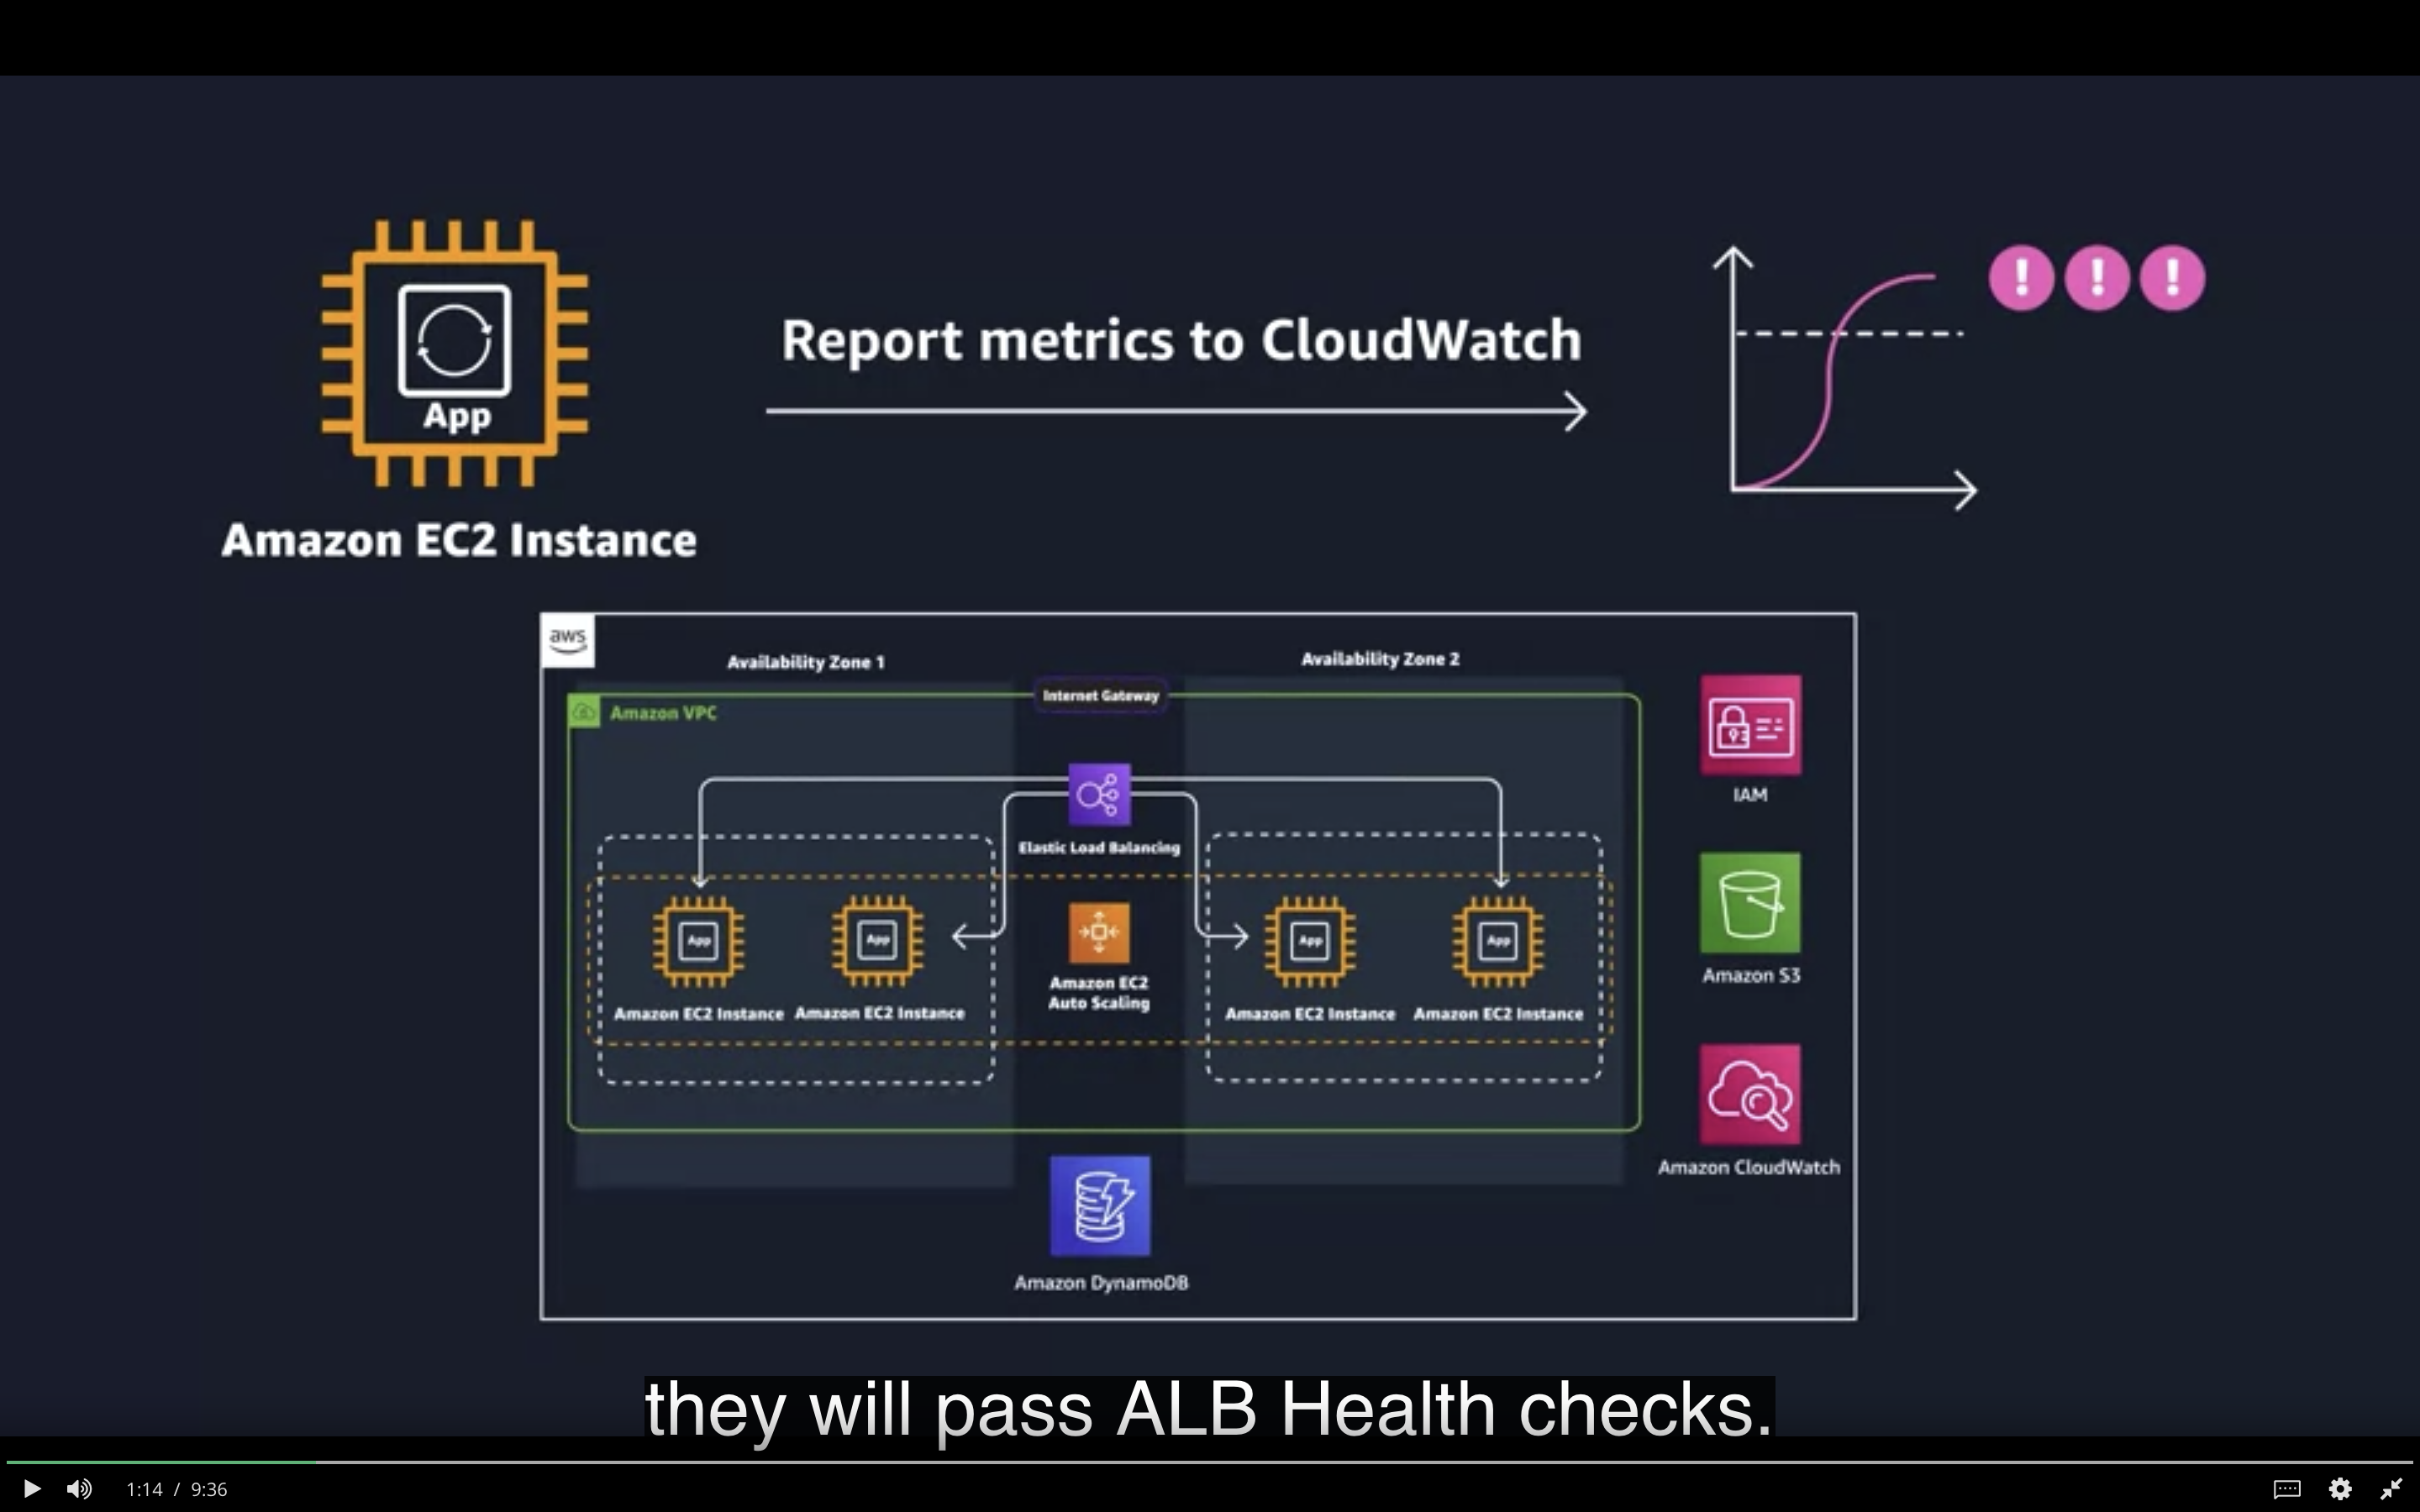 Report metrics to CloudWatch
! ! !
App
Amazon EC2 Instance
aws
Availability Zone 1
Availability Zone 2
Internet Gateway
Amazon VPC
IAM
Elastic Load Balancing
App
App
App
App
Amazon S3
Amazon EC2
Auto Scaling
Amazon EC2 Instance
Amazon EC2 Instance
Amazon EC2 Instance
Amazon EC2 Instance
Amazon CloudWatch
Amazon DynamoDB
they will pass ALB Health checks.
1:14 / 9:36